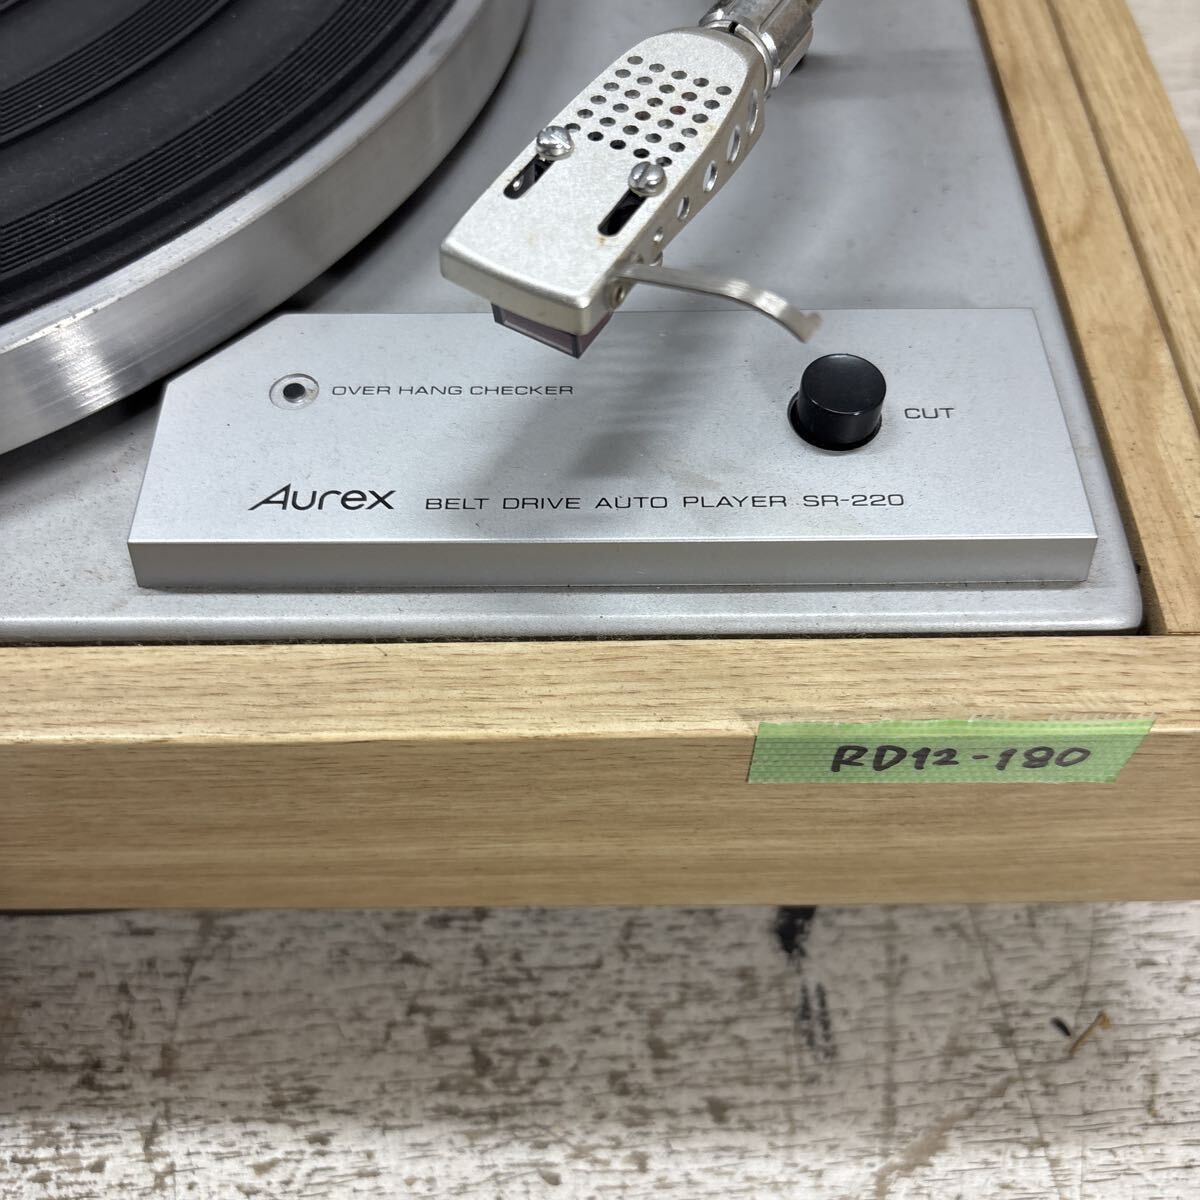 OVER HANG CHECKER
CUT
Aurex BELT DRIVE AUTO PLAYER SR-220
RD12-180